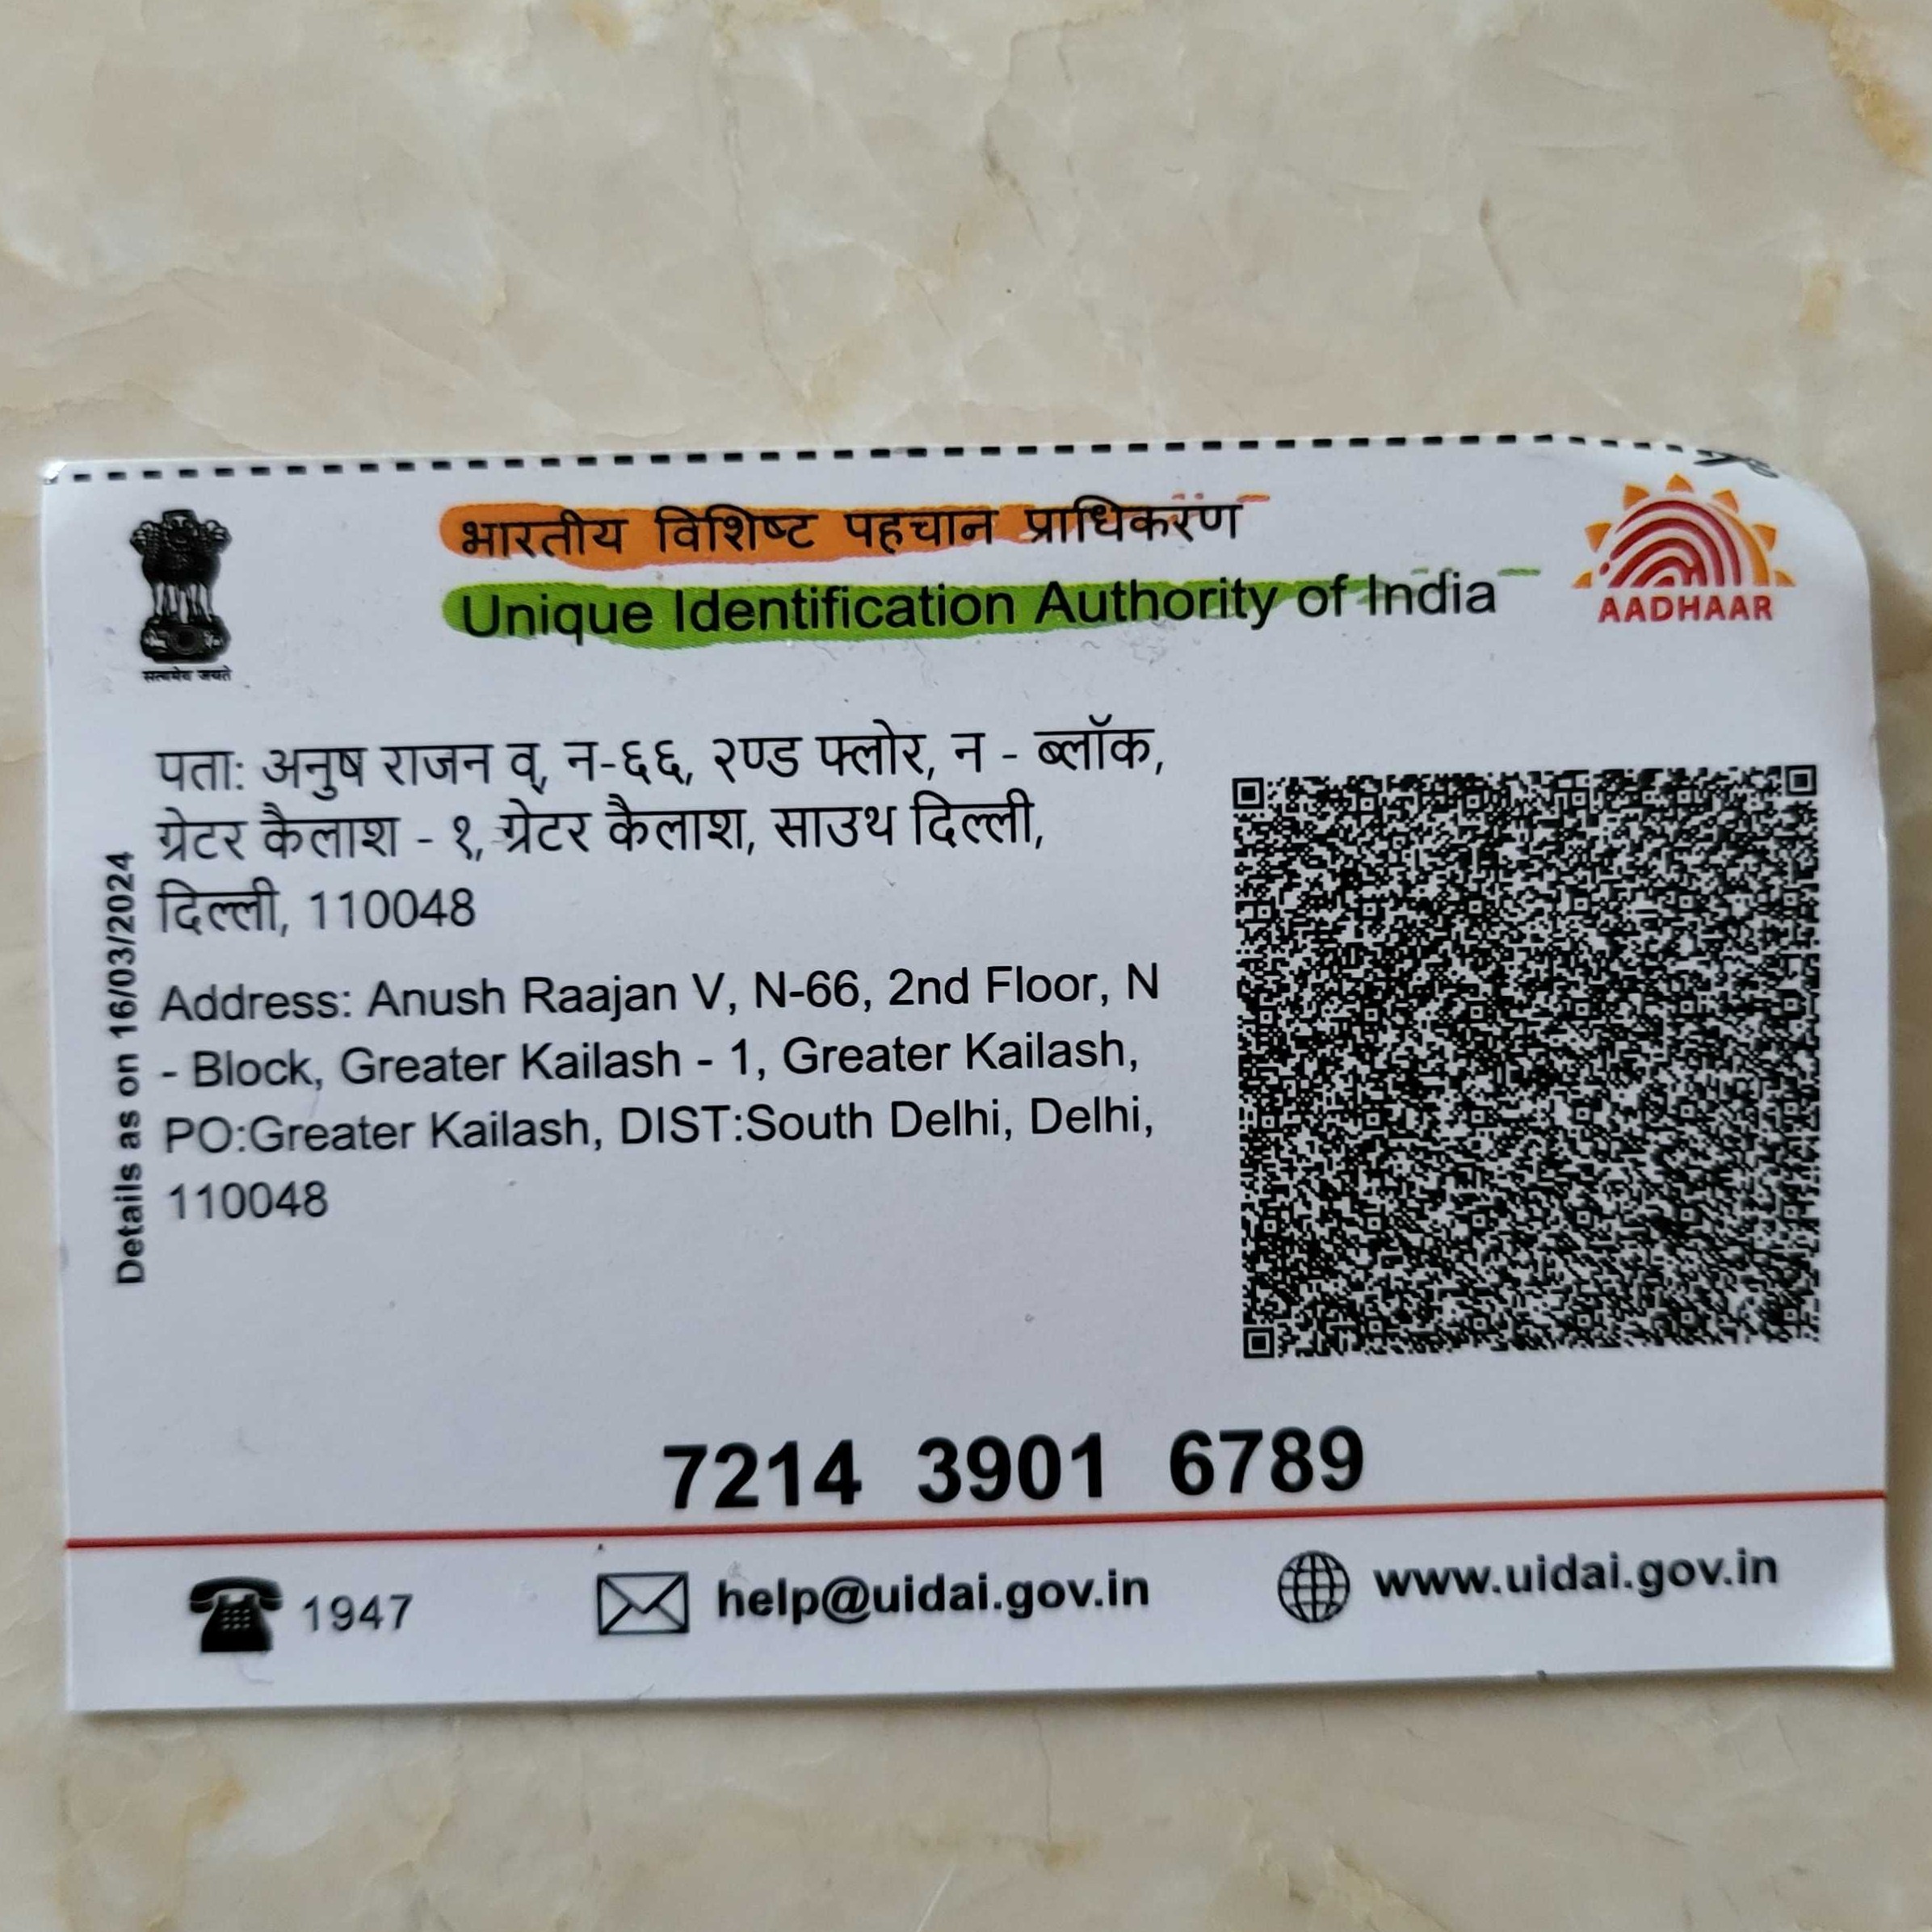 भारतीय विशिष्ट पहचान प्राधिकरण
Unique Identification Authority of India
AADHAAR
सत्यमेव जयते
पता: अनुष राजन व्, न-६६, २ण्ड फ्लोर, न - ब्लॉक,
ग्रेटर कैलाश - १, ग्रेटर कैलाश, साउथ दिल्ली,
दिल्ली, 110048
Address: Anush Raajan V, N-66, 2nd Floor, N
- Block, Greater Kailash - 1, Greater Kailash,
PO:Greater Kailash, DIST:South Delhi, Delhi,
110048
Details as on 16/03/2024
7214 3901 6789
1947
help@uidai.gov.in
www.uidai.gov.in